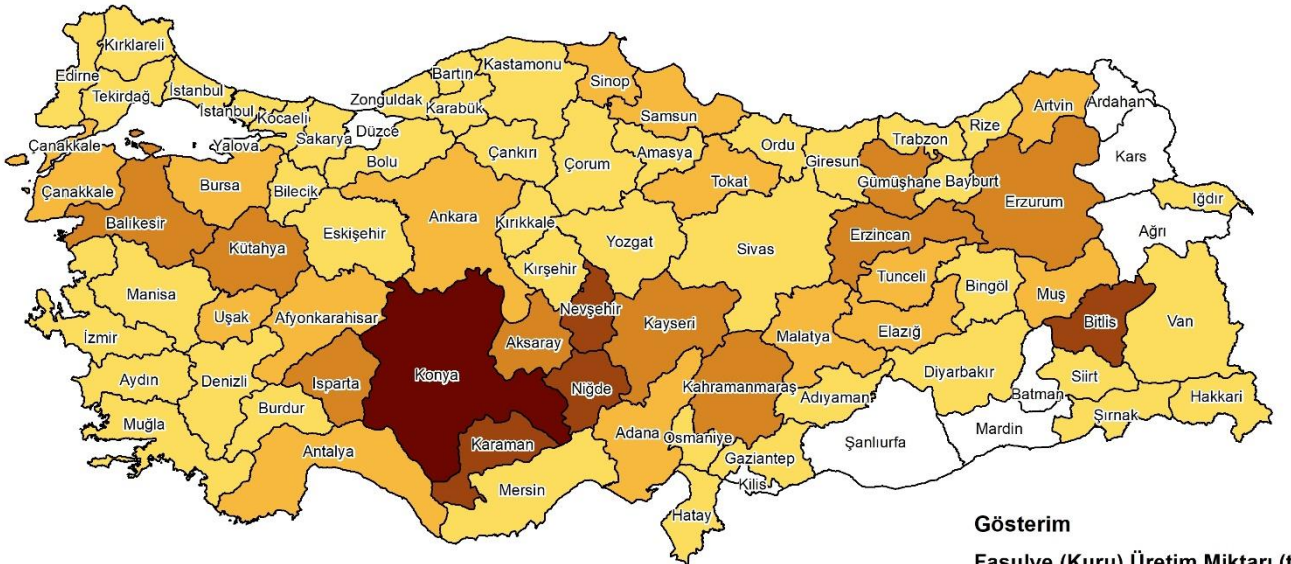 Kırklareli
Edirne
Tekirdağ
İstanbul
İstanbul
Kocaeli
Sakarya
Zonguldak
Bartın
Karabük
Kastamonu
Sinop
Samsun
Düzce
Bolu
Çankırı
Çorum
Amasya
Ordu
Giresun
Trabzon
Rize
Artvin
Ardahan
Kars
Çanakkale
Yalova
Çanakkale
Bursa
Bilecik
Balıkesir
Kütahya
Eskişehir
Ankara
Kırıkkale
Tokat
Yozgat
Sivas
Gümüşhane
Bayburt
Erzurum
Erzincan
Iğdır
Ağrı
Manisa
Uşak
Afyonkarahisar
Kırşehir
Nevşehir
Kayseri
Malatya
Tunceli
Elazığ
Bingöl
Muş
Bitlis
Van
İzmir
Aydın
Denizli
Isparta
Konya
Aksaray
Niğde
Kahramanmaraş
Adıyaman
Diyarbakır
Siirt
Batman
Hakkari
Şırnak
Muğla
Burdur
Antalya
Karaman
Mersin
Adana
Osmaniye
Gaziantep
Kilis
Hatay
Şanlıurfa
Mardin
Gösterim
Fasulye (Kuru) Üretim Miktarı (t